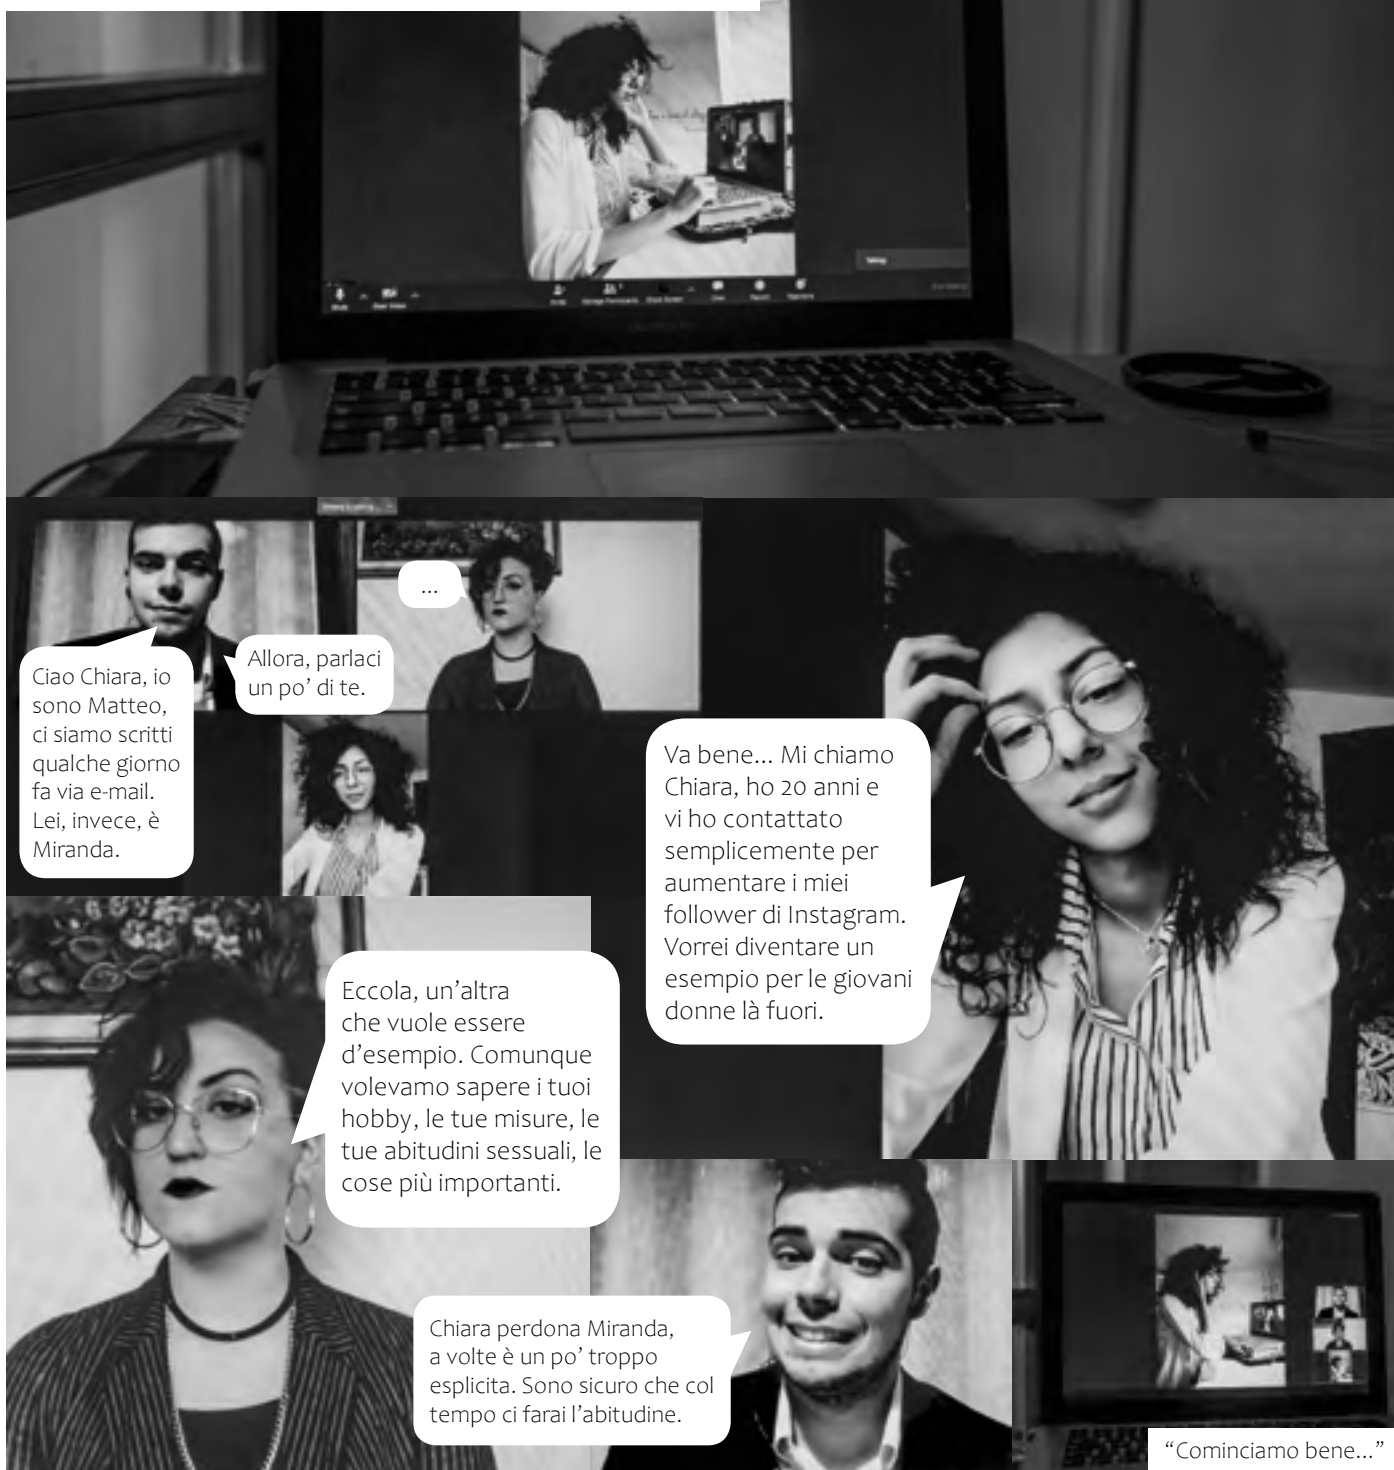 Ciao Chiara, io
sono Matteo,
ci siamo scritti
qualche giorno
fa via e-mail.
Lei, invece, è
Miranda.
Allora, parlaci
un po’ di te.
...
Va bene... Mi chiamo
Chiara, ho 20 anni e
vi ho contattato
semplicemente per
aumentare i miei
follower di Instagram.
Vorrei diventare un
esempio per le giovani
donne là fuori.
Eccola, un’altra
che vuole essere
d’esempio. Comunque
volevamo sapere i tuoi
hobby, le tue misure, le
tue abitudini sessuali, le
cose più importanti.
Chiara perdona Miranda,
a volte è un po’ troppo
esplicita. Sono sicuro che col
tempo ci farai l’abitudine.
“Cominciamo bene...”